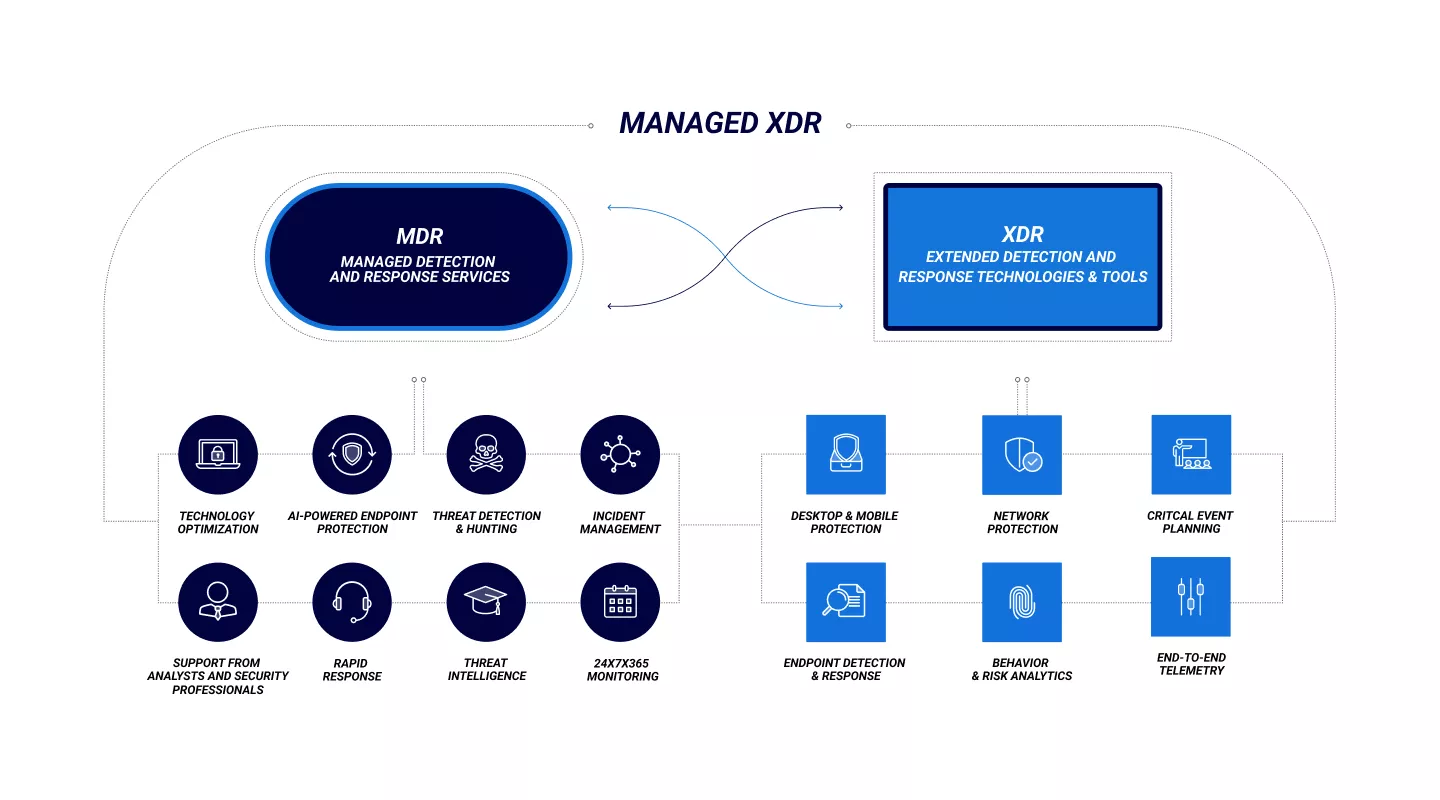 MANAGED XDR
MDR
MANAGED DETECTION
AND RESPONSE SERVICES
XDR
EXTENDED DETECTION AND
RESPONSE TECHNOLOGIES & TOOLS
TECHNOLOGY
OPTIMIZATION
AI-POWERED ENDPOINT
PROTECTION
THREAT DETECTION
& HUNTING
INCIDENT
MANAGEMENT
DESKTOP & MOBILE
PROTECTION
NETWORK
PROTECTION
CRITCAL EVENT
PLANNING
SUPPORT FROM
ANALYSTS AND SECURITY
PROFESSIONALS
RAPID
RESPONSE
THREAT
INTELLIGENCE
24X7X365
MONITORING
ENDPOINT DETECTION
& RESPONSE
BEHAVIOR
& RISK ANALYTICS
END-TO-END
TELEMETRY